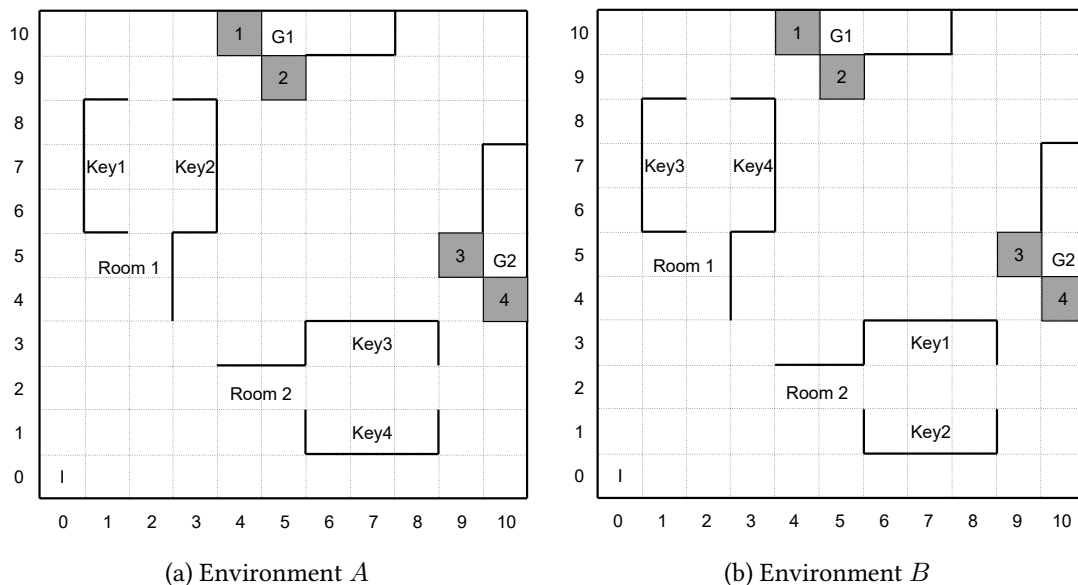 10 1 G1
9 2
8
7 Key1 Key2
6
5 Room 1 3 G2
4 4
3 Key3
2 Room 2
1 Key4
0 I
0 1 2 3 4 5 6 7 8 9 10
(a) Environment A
10 1 G1
9 2
8
7 Key3 Key4
6
5 Room 1 3 G2
4 4
3 Key1
2 Room 2
1 Key2
0 I
0 1 2 3 4 5 6 7 8 9 10
(b) Environment B